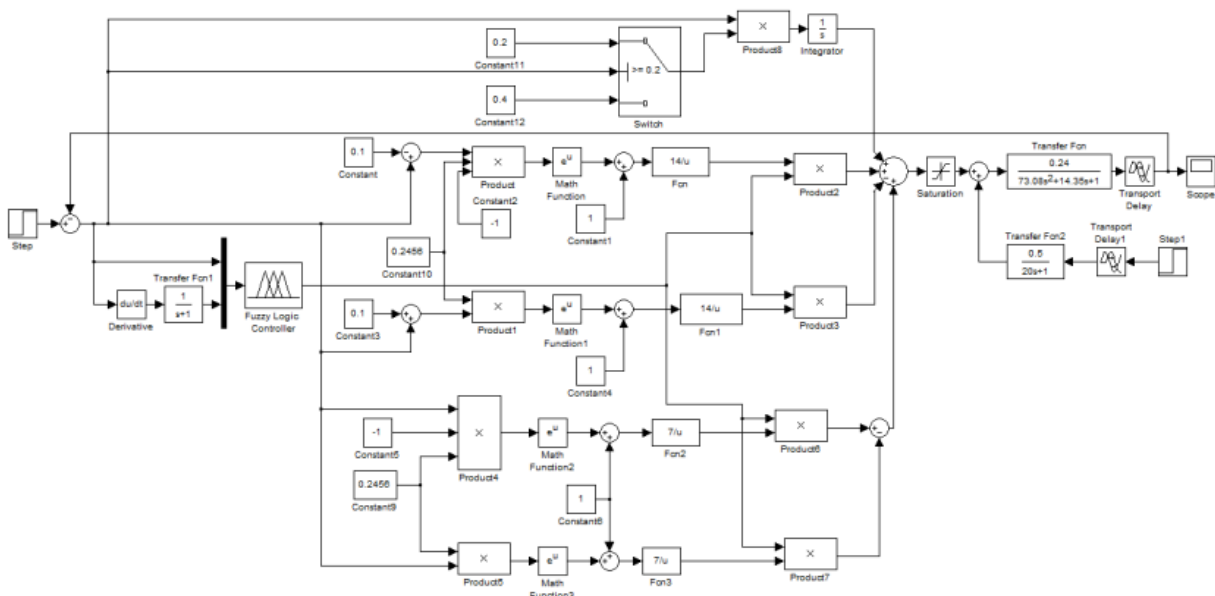 ×
Product8
1
s
Integrator
0.2
Constant11
>= 0.2
0.4
Constant12
Switch
0.1
Constant
×
Product
e^u
Math
Function
14/u
Fcn
×
Product2
Constant2
-1
1
Constant1
Saturation
Transfer Fcn
0.24
73.08s²+14.36s+1
Transport
Delay
Scope
Step
0.2456
Constant10
Transfer Fcn2
0.5
20s+1
Transport
Delay1
Step1
du/dt
Derivative
Transfer Fcn1
1
s+1
Fuzzy Logic
Controller
0.1
Constant3
×
Product1
e^u
Math
Function1
14/u
Fcn1
×
Product3
1
Constant4
-1
Constant5
×
Product4
e^u
Math
Function2
7/u
Fcn2
×
Product6
0.2456
Constant9
1
Constant6
×
Product5
e^u
Math
Function3
7/u
Fcn3
×
Product7